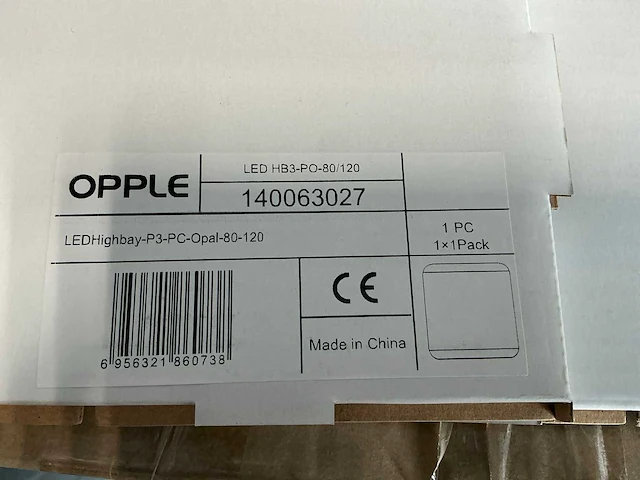 OPPLE
LED HB3-PO-80/120
140063027
LEDHighbay-P3-PC-Opal-80-120
1 PC
1×1Pack
CE
Made in China
6 956321 860738